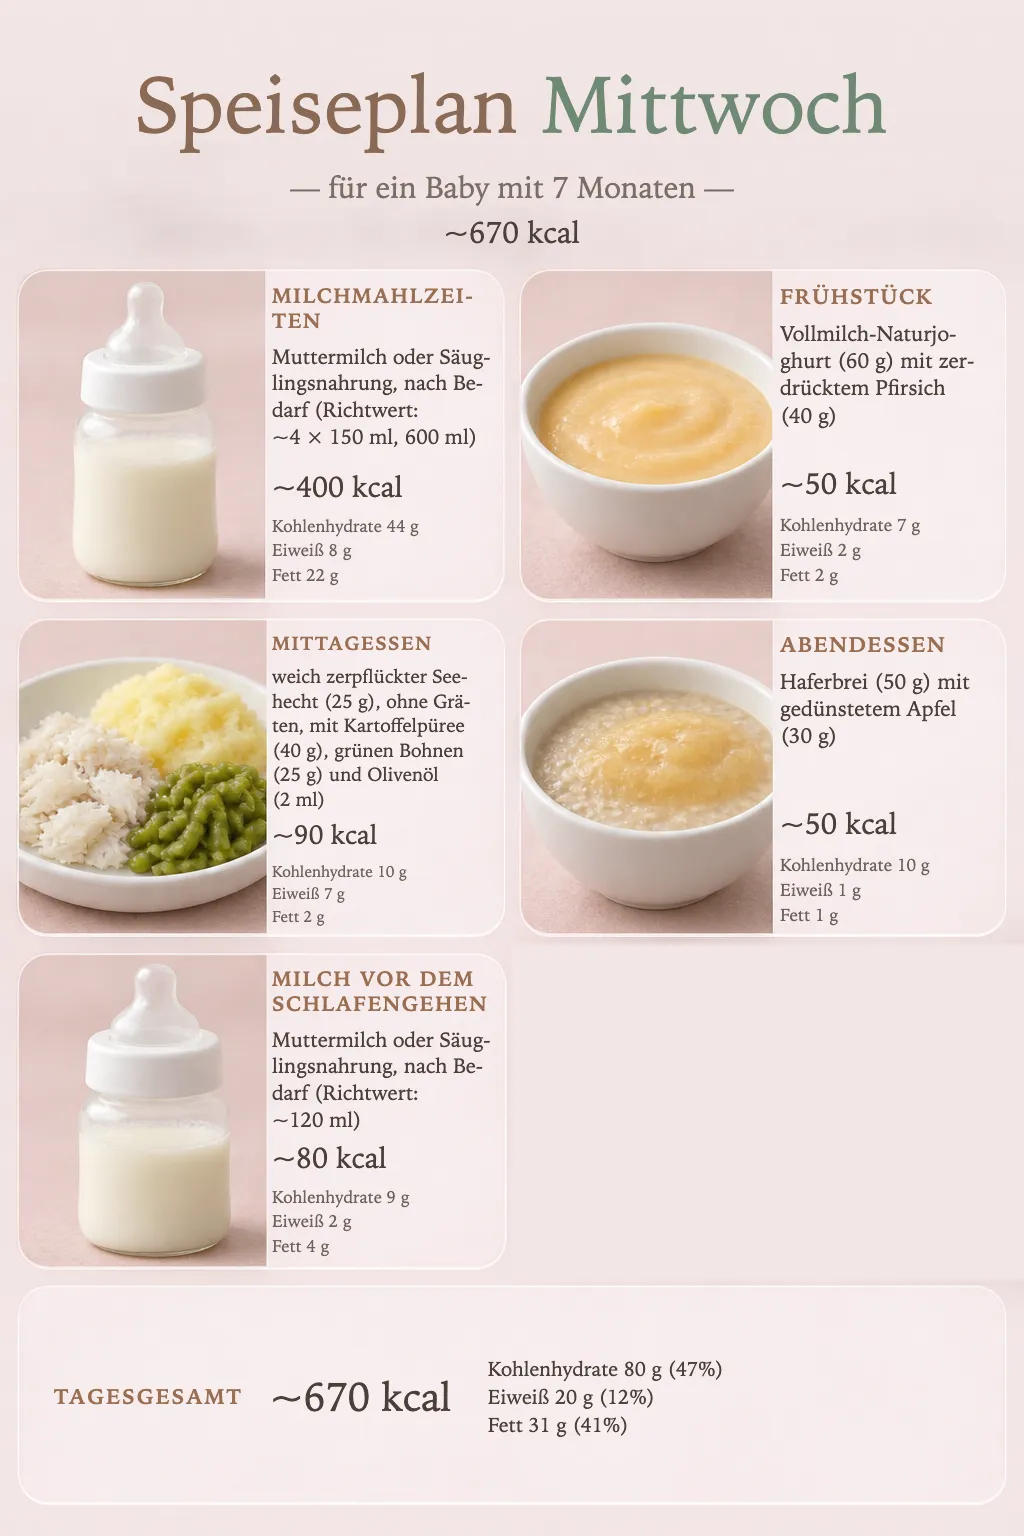 Speiseplan Mittwoch
— für ein Baby mit 7 Monaten —
~670 kcal
MILCHMAHLZEI-
TEN
Muttermilch oder Säug-
lingsnahrung, nach Be-
darf (Richtwert:
~4 × 150 ml, 600 ml)
~400 kcal
Kohlenhydrate 44 g
Eiweiß 8 g
Fett 22 g
FRÜHSTÜCK
Vollmilch-Naturjo-
ghurt (60 g) mit zer-
drücktem Pfirsich
(40 g)
~50 kcal
Kohlenhydrate 7 g
Eiweiß 2 g
Fett 2 g
MITTAGESSEN
weich zerpflückter See-
hecht (25 g), ohne Grä-
ten, mit Kartoffelpüree
(40 g), grünen Bohnen
(25 g) und Olivenöl
(2 ml)
~90 kcal
Kohlenhydrate 10 g
Eiweiß 7 g
Fett 2 g
ABENDESSEN
Haferbrei (50 g) mit
gedünstetem Apfel
(30 g)
~50 kcal
Kohlenhydrate 10 g
Eiweiß 1 g
Fett 1 g
MILCH VOR DEM
SCHLAFENGEHEN
Muttermilch oder Säug-
lingsnahrung, nach Be-
darf (Richtwert:
~120 ml)
~80 kcal
Kohlenhydrate 9 g
Eiweiß 2 g
Fett 4 g
TAGESGESAMT
~670 kcal
Kohlenhydrate 80 g (47%)
Eiweiß 20 g (12%)
Fett 31 g (41%)